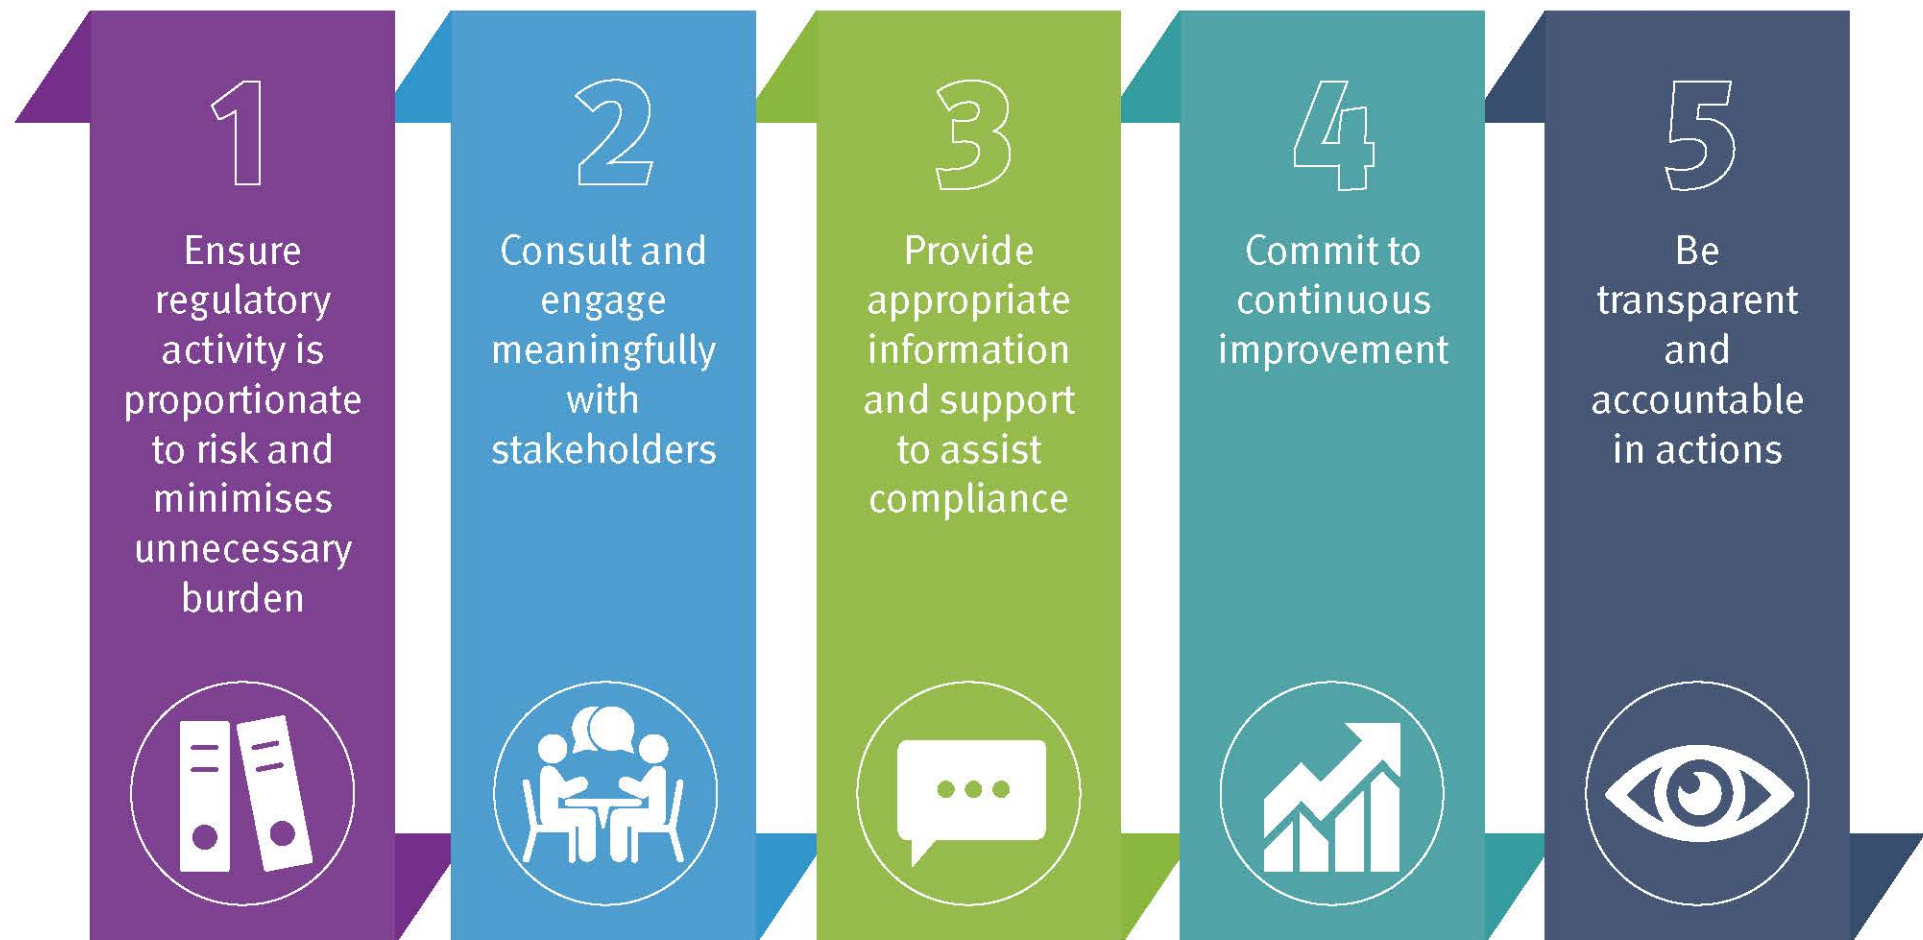 1
Ensure
regulatory
activity is
proportionate
to risk and
minimises
unnecessary
burden
2
Consult and
engage
meaningfully
with
stakeholders
3
Provide
appropriate
information
and support
to assist
compliance
4
Commit to
continuous
improvement
5
Be
transparent
and
accountable
in actions